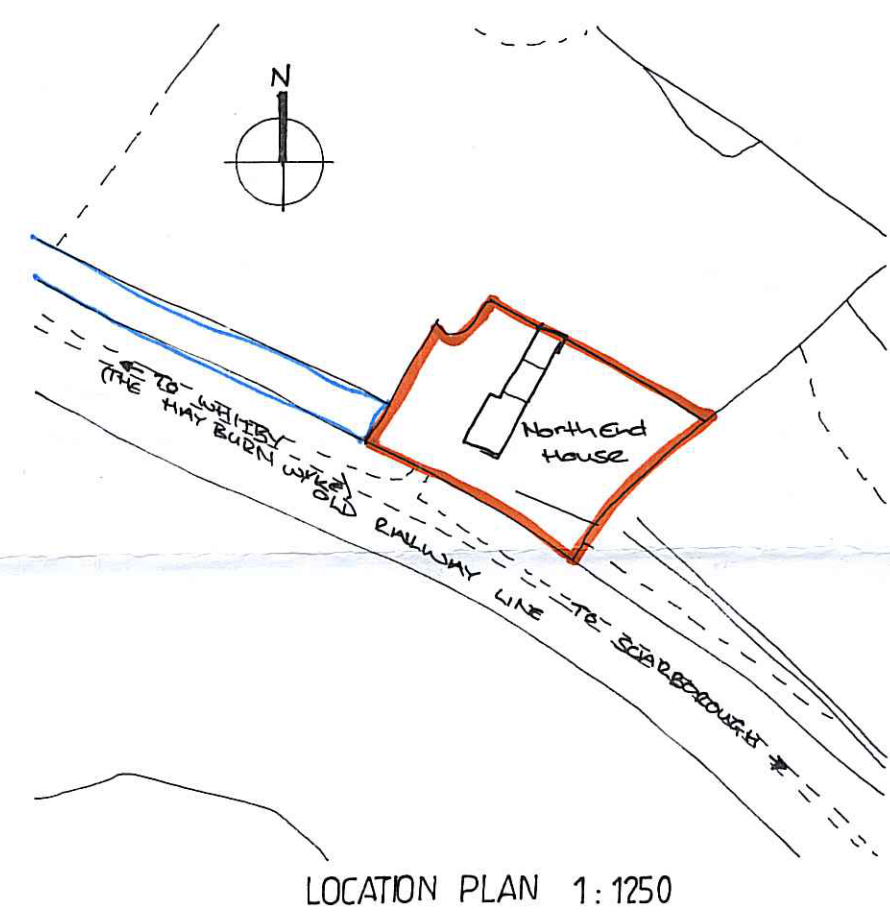 N
← TO WHITBY
(THE HAY BURN WYKE)
OLD RAILWAY LINE
TO SCARBOROUGH →
North End
House
LOCATION PLAN 1:1250